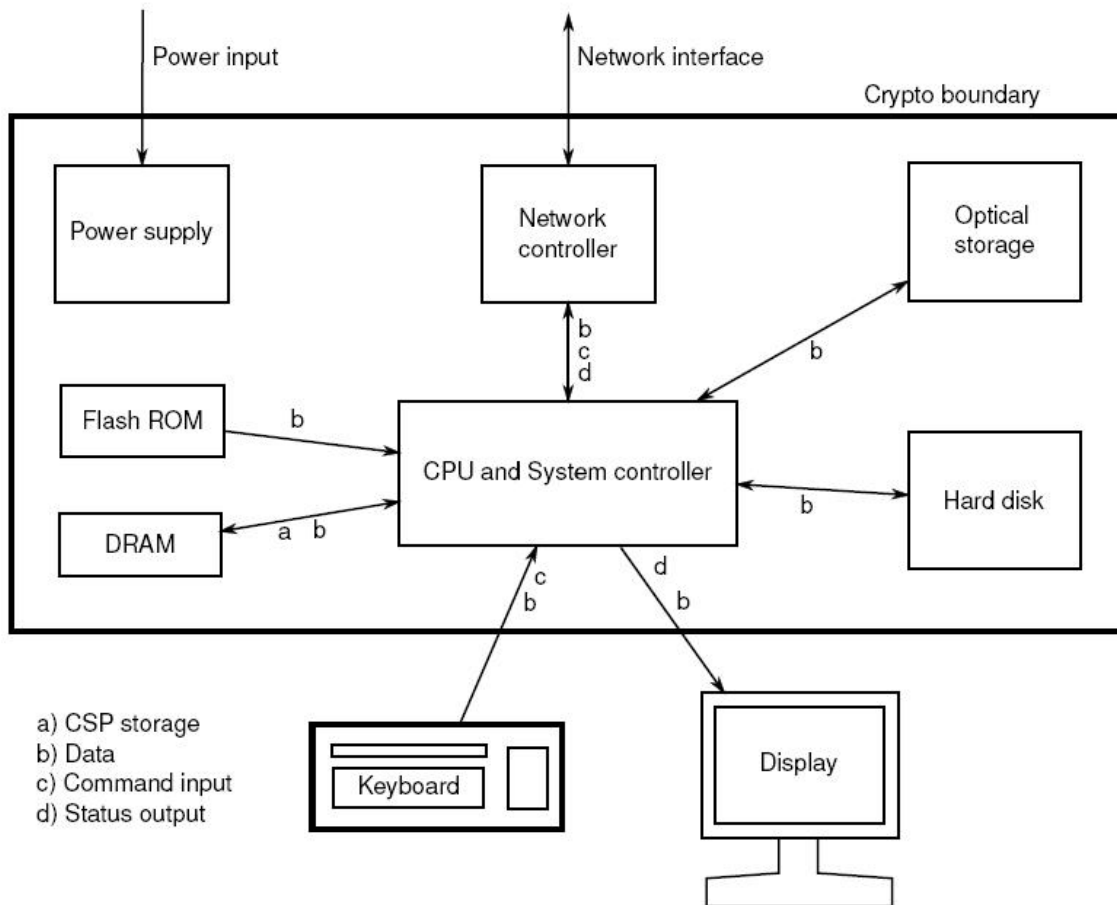 Power input
Network interface
Crypto boundary
Power supply
Network
controller
Optical
storage
b
c
d
b
Flash ROM
b
CPU and System controller
b
Hard disk
DRAM
a b
c
b
d
b
a) CSP storage
b) Data
c) Command input
d) Status output
Keyboard
Display